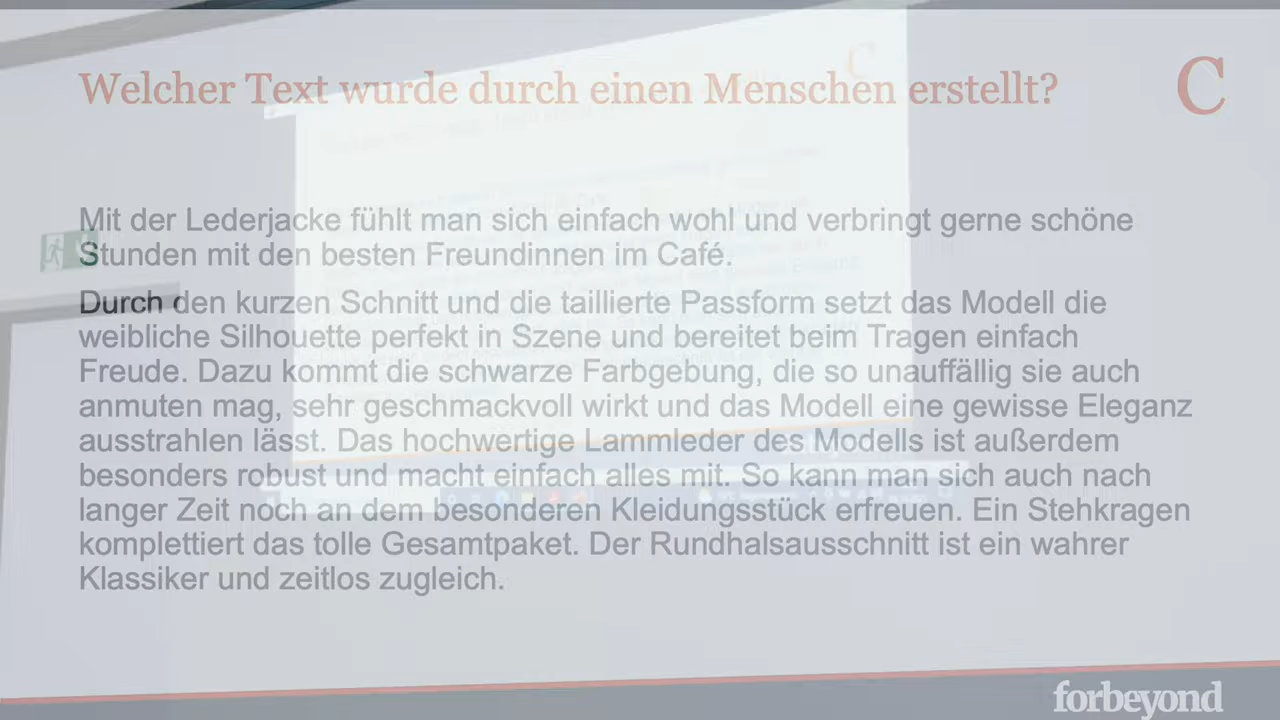 Welcher Text wurde durch einen Menschen erstellt?
C
Mit der Lederjacke fühlt man sich einfach wohl und verbringt gerne schöne
Stunden mit den besten Freundinnen im Café.
Durch den kurzen Schnitt und die taillierte Passform setzt das Modell die
weibliche Silhouette perfekt in Szene und bereitet beim Tragen einfach
Freude. Dazu kommt die schwarze Farbgebung, die so unauffällig sie auch
anmuten mag, sehr geschmackvoll wirkt und das Modell eine gewisse Eleganz
ausstrahlen lässt. Das hochwertige Lammleder des Modells ist außerdem
besonders robust und macht einfach alles mit. So kann man sich auch nach
langer Zeit noch an dem besonderen Kleidungsstück erfreuen. Ein Stehkragen
komplettiert das tolle Gesamtpaket. Der Rundhalsausschnitt ist ein wahrer
Klassiker und zeitlos zugleich.
forbeyond